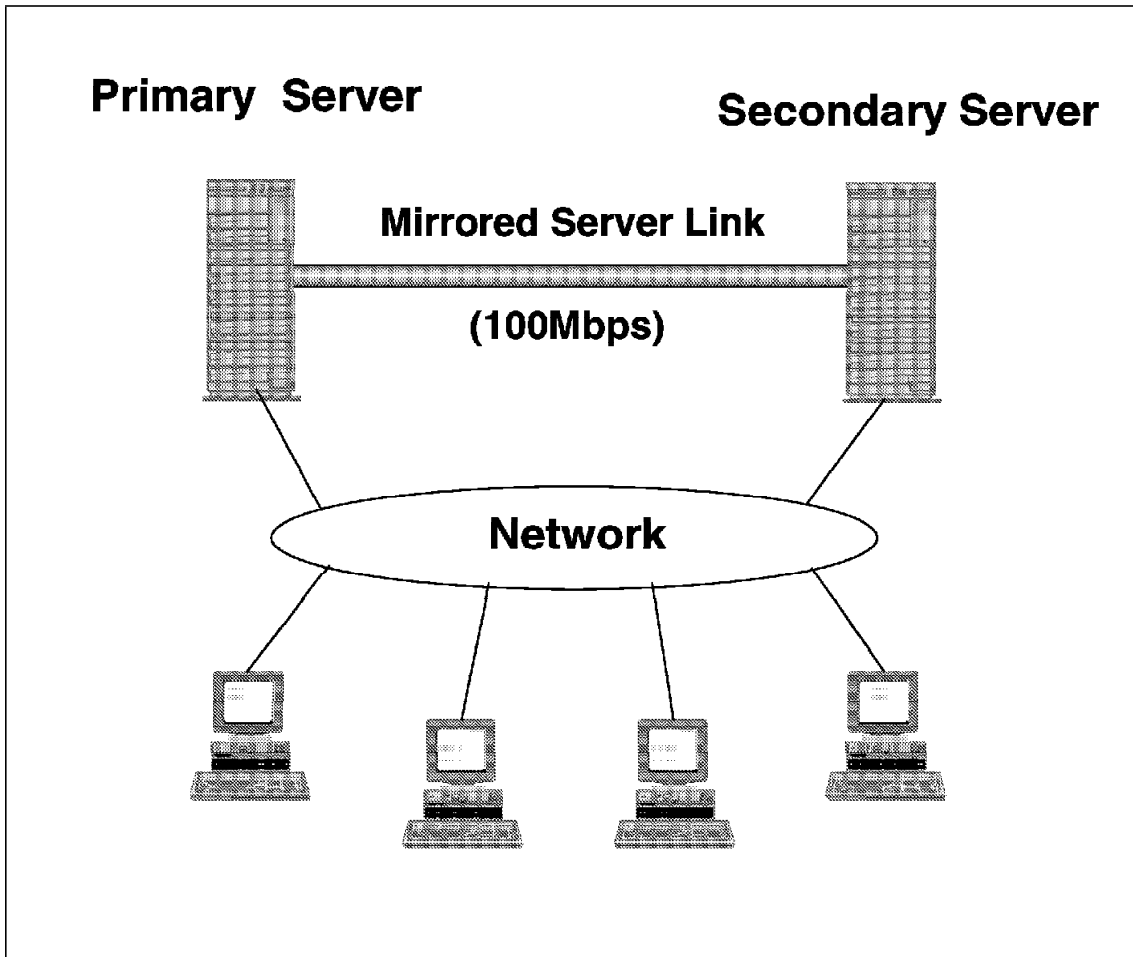 Primary Server
Secondary Server
Mirrored Server Link
(100Mbps)
Network